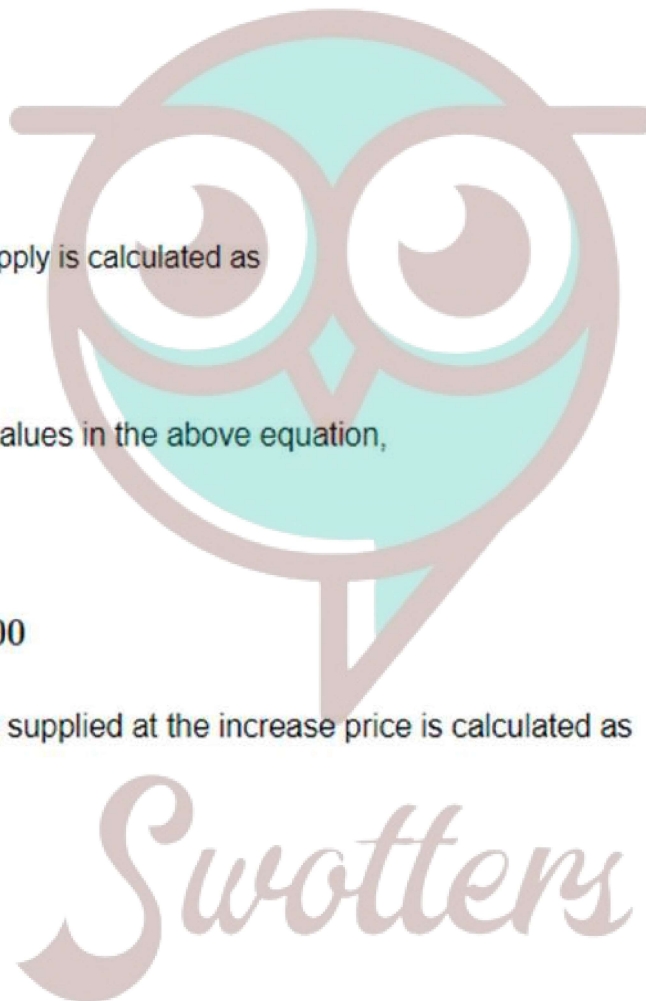 pply is calculated as
alues in the above equation,
00
supplied at the increase price is calculated as
Swotters